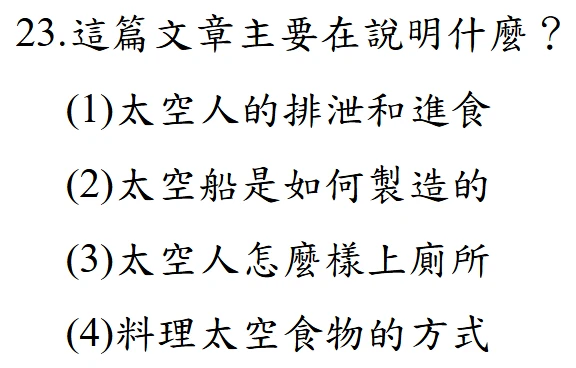 23.這篇文章主要在說明什麼？
(1)太空人的排泄和進食
(2)太空船是如何製造的
(3)太空人怎麼樣上廁所
(4)料理太空食物的方式